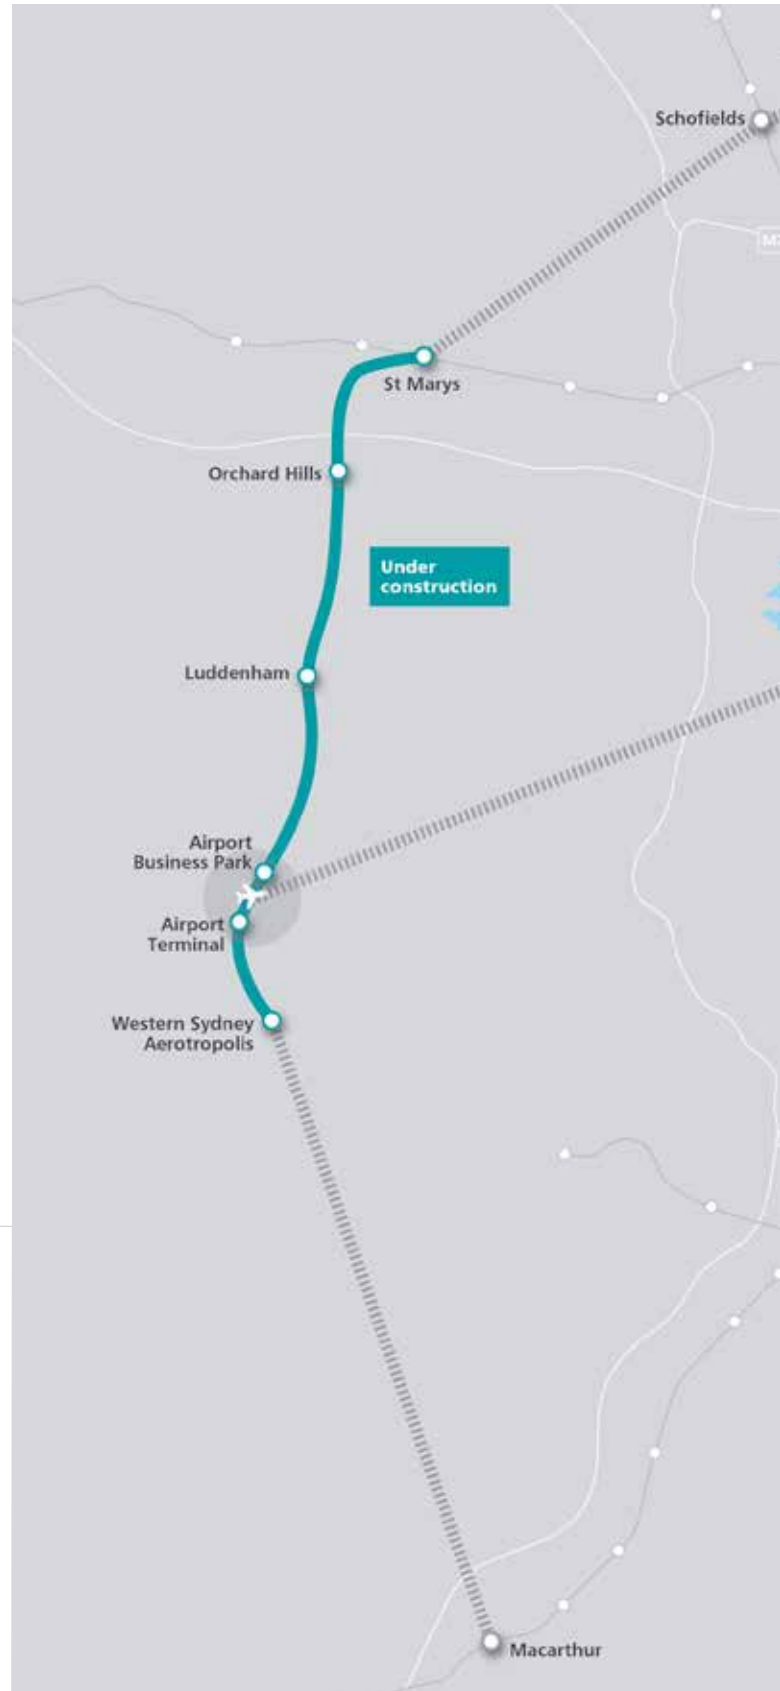 Schofields
St Marys
Orchard Hills
Under
construction
Luddenham
Airport
Business Park
Airport
Terminal
Western Sydney
Aerotropolis
Macarthur